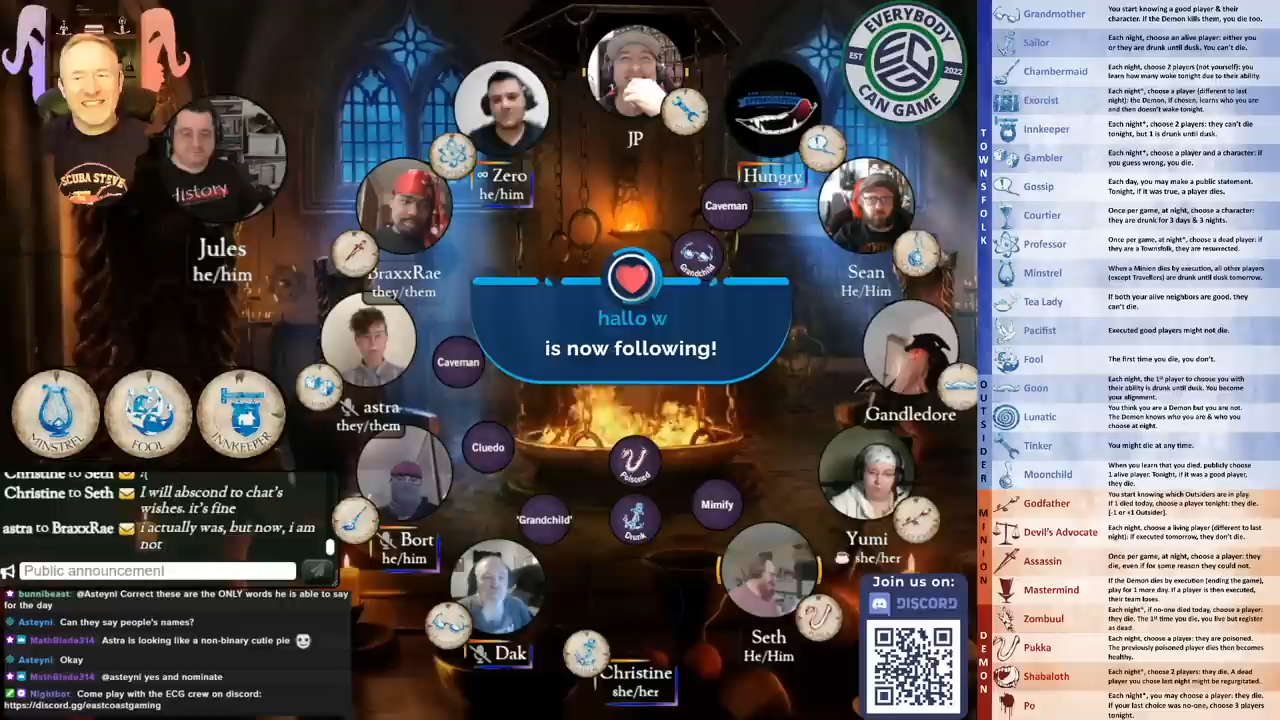 EVERYBODY
EST
2022
ECG
CAN GAME
SCUBA STEVE
Jules
he/him
∞ Zero
he/him
JP
Hungry
BraxxRae
they/them
Caveman
Grandchild
Sean
He/Him
hallo w
is now following!
Caveman
astra
they/them
Gandledore
Cluedo
MINSTREL
FOOL
INNKEEPER
Poisoned
Mimify
'Grandchild'
Drunk
Bort
he/him
Yumi
she/her
Dak
Christine
she/her
Seth
He/Him
Christine to Seth :(
Christine to Seth I will abscond to chat's
wishes. it's fine
astra to BraxxRae i actually was, but now, i am
not
Public announcement
bunnibeast: @Asteyni Correct these are the ONLY words he is able to say
for the day
Asteyni: Can they say people's names?
MathBlade314: Astra is looking like a non-binary cutie pie
Asteyni: Okay
MathBlade314: @asteyni yes and nominate
Nightbot: Come play with the ECG crew on discord:
https://discord.gg/eastcoastgaming
Join us on:
DISCORD
TOWNSFOLK
Grandmother
You start knowing a good player & their
character. If the Demon kills them, you die too.
Sailor
Each night, choose an alive player: either you
or they are drunk until dusk. You can't die.
Chambermaid
Each night, choose 2 players (not yourself): you
learn how many woke tonight due to their ability.
Exorcist
Each night*, choose a player (different to last
night): the Demon, if chosen, learns who you are
and then doesn't wake tonight.
Innkeeper
Each night*, choose 2 players: they can't die
tonight, but 1 is drunk until dusk.
Gambler
Each night*, choose a player and a character: if
you guess wrong, you die.
Gossip
Each day, you may make a public statement.
Tonight, if it was true, a player dies.
Courtier
Once per game, at night, choose a character:
they are drunk for 3 days & 3 nights.
Professor
Once per game, at night*, choose a dead player: if
they are a Townsfolk, they are resurrected.
Minstrel
When a Minion dies by execution, all other players
(except Travellers) are drunk until dusk tomorrow.
Tea Lady
If both your alive neighbors are good, they
can't die.
Pacifist
Executed good players might not die.
Fool
The first time you die, you don't.
OUTSIDER
Goon
Each night, the 1st player to choose you with
their ability is drunk until dusk. You become
your alignment.
Lunatic
You think you are a Demon but you are not.
The Demon knows who you are & who you
choose at night.
Tinker
You might die at any time.
Moonchild
When you learn that you died, publicly choose
1 alive player. Tonight, if it was a good player,
they die.
MINION
Godfather
You start knowing which Outsiders are in play.
If 1 died today, choose a player tonight: they die.
[-1 or +1 Outsider].
Devil's Advocate
Each night, choose a living player (different to last
night): if executed tomorrow, they don't die.
Assassin
Once per game, at night, choose a player: they
die, even if for some reason they could not.
Mastermind
If the Demon dies by execution (ending the game),
play for 1 more day. If a player is then executed,
their team loses.
DEMON
Zombuul
Each night*, if no-one died today, choose a player:
they die. The 1st time you die, you live but register
as dead.
Pukka
Each night, choose a player: they are poisoned.
The previously poisoned player dies then becomes
healthy.
Shabaloth
Each night*, choose 2 players: they die. A dead
player you chose last night might be regurgitated.
Po
Each night*, you may choose a player: they die.
If your last choice was no-one, choose 3 players
tonight.